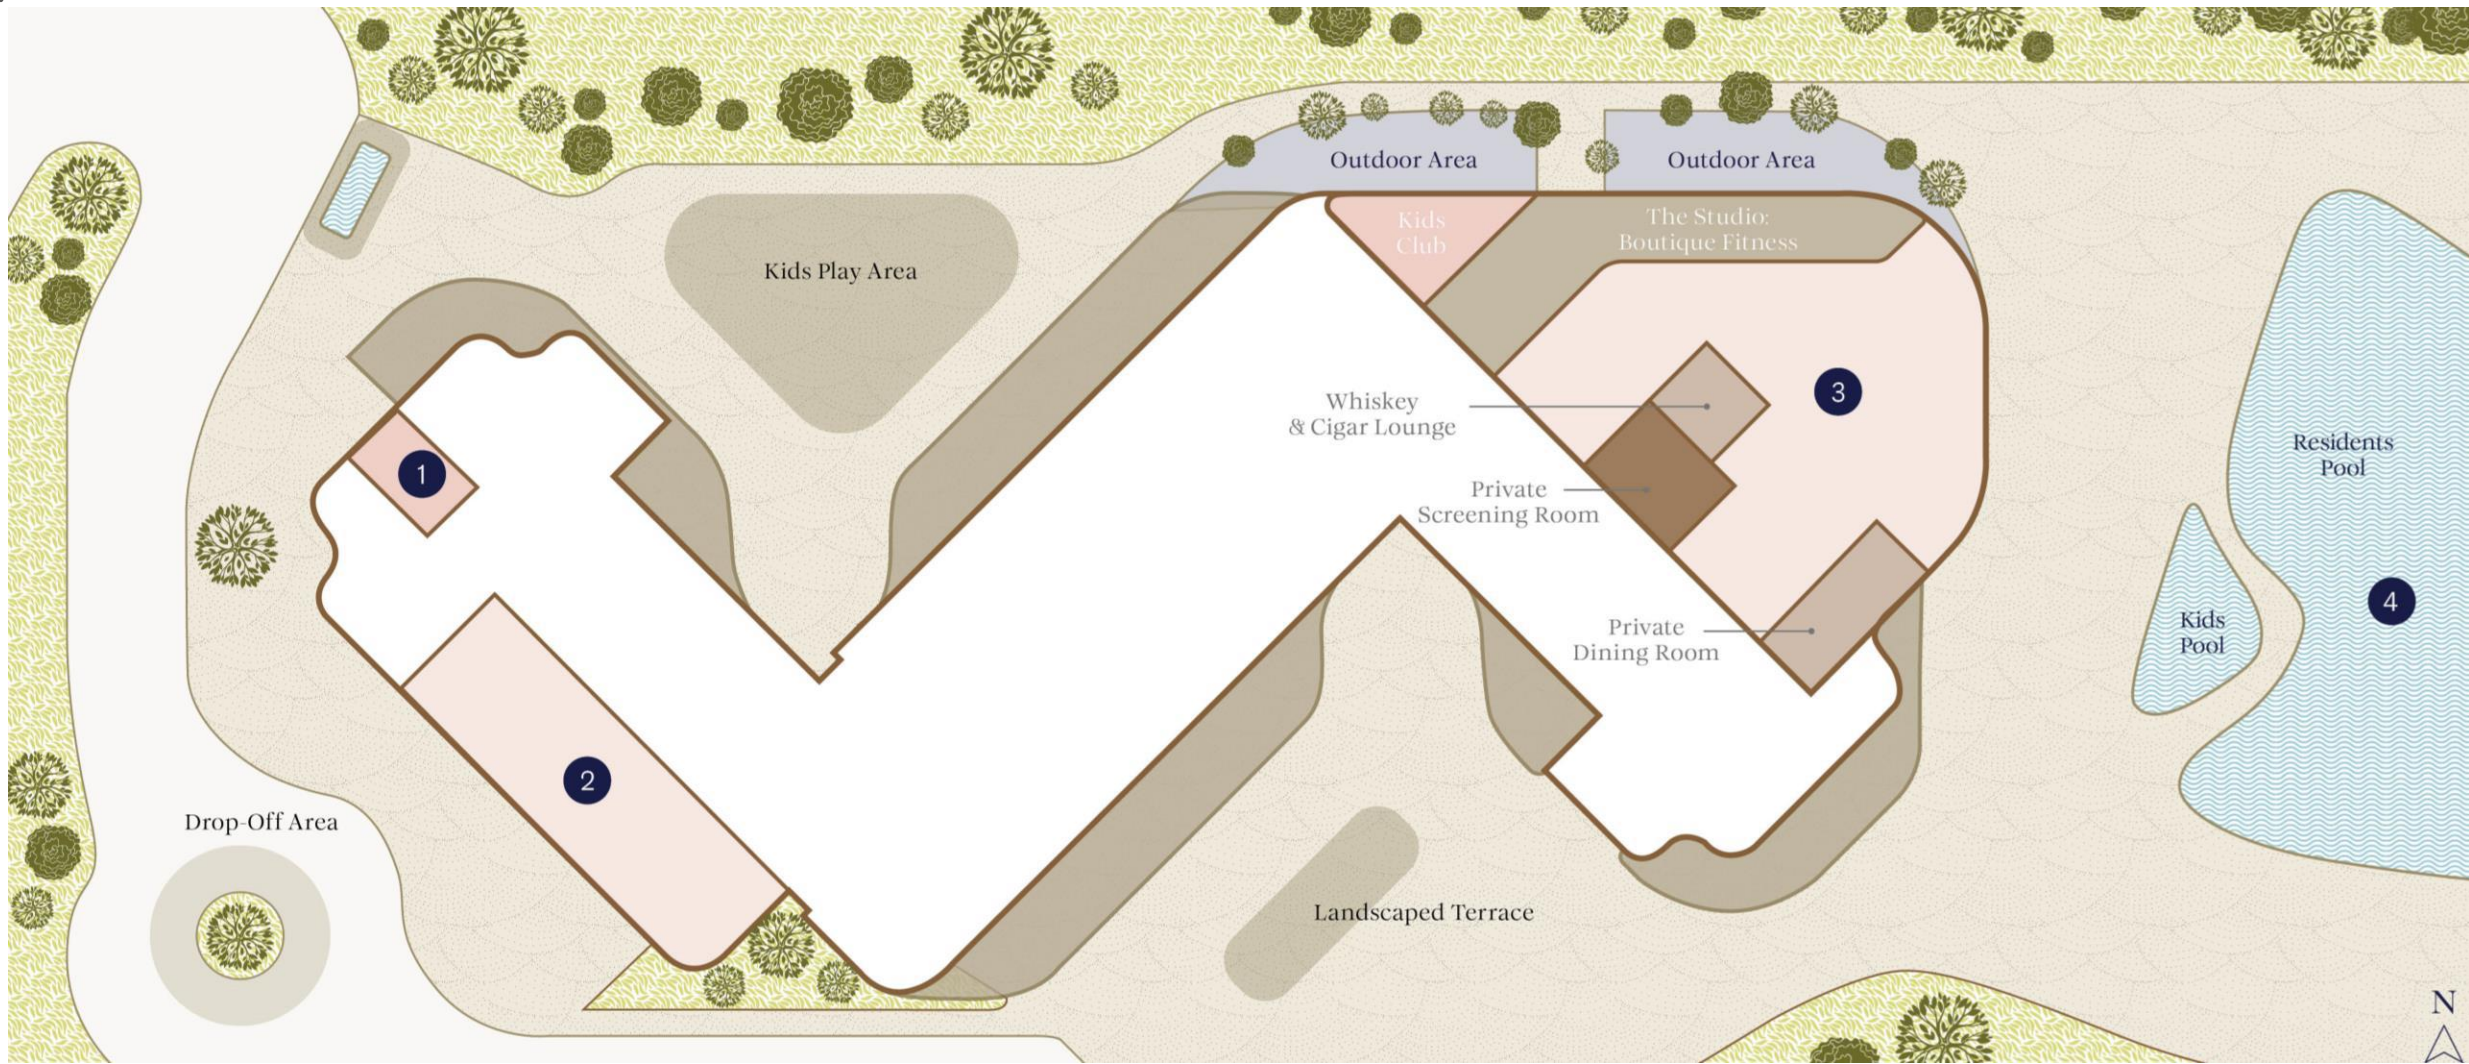 Outdoor Area
Outdoor Area
Kids
Club
The Studio:
Boutique Fitness
Kids Play Area
Whiskey
& Cigar Lounge
3
Residents
Pool
1
Private
Screening Room
4
Kids
Pool
Private
Dining Room
2
Drop-Off Area
Landscaped Terrace
N